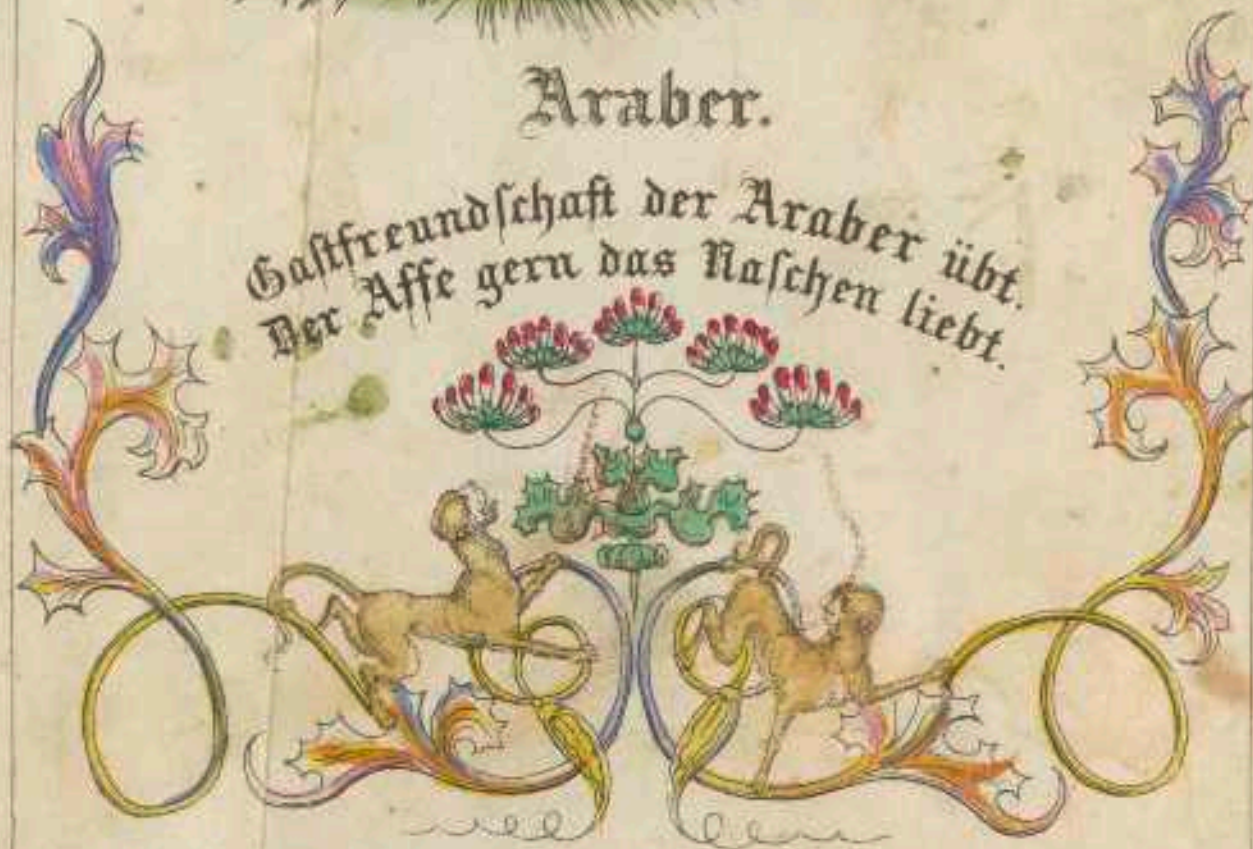 Araber.
Gaſtfreundſchaft der Araber übt.
Der Affe gern das Naſchen liebt.